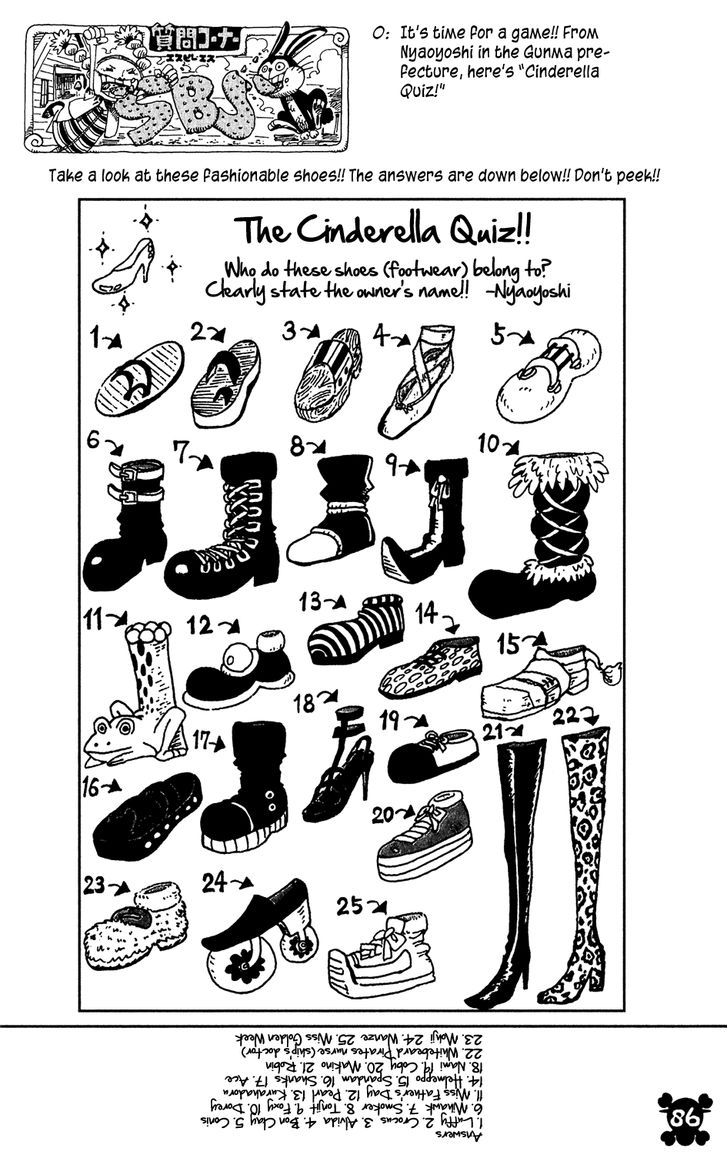 質問コーナー
エスビーエス
SBS
O: It's time for a game!! From
Nyaoyoshi in the Gunma pre-
fecture, here's "Cinderella
Quiz!"
Take a look at these fashionable shoes!! The answers are down below!! Don't peek!!
The Cinderella Quiz!!
Who do these shoes (footwear) belong to?
Clearly state the owner's name!! -Nyaoyoshi
1 2 3 4 5
6 7 8 9 10
11 12 13 14 15
16 17 18 19 21 22
20
23 24 25
Answers
1. Luffy 2. Crocus 3. Alvida 4. Bon Clay 5. Conis
6. Mihawk 7. Smoker 8. Tonjit 9. Foxy 10. Dorey
11. Miss Father's Day 12. Pearl 13. Kurahadoru
14. Helmeppo 15. Spandam 16. Shanks 17. Ace
18. Nami 19. Coby 20. Makino 21. Robin
22. Whitebeard Pirates nurse (ship's doctor)
23. Motji 24. Wanze 25. Miss Golden Week
86